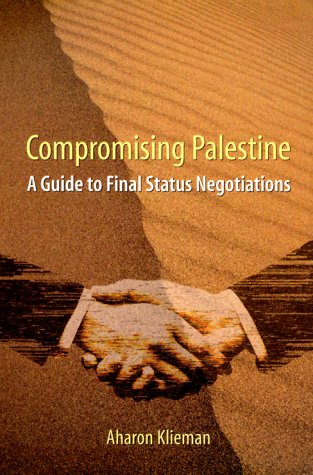 Compromising Palestine
A Guide to Final Status Negotiations
Aharon Klieman